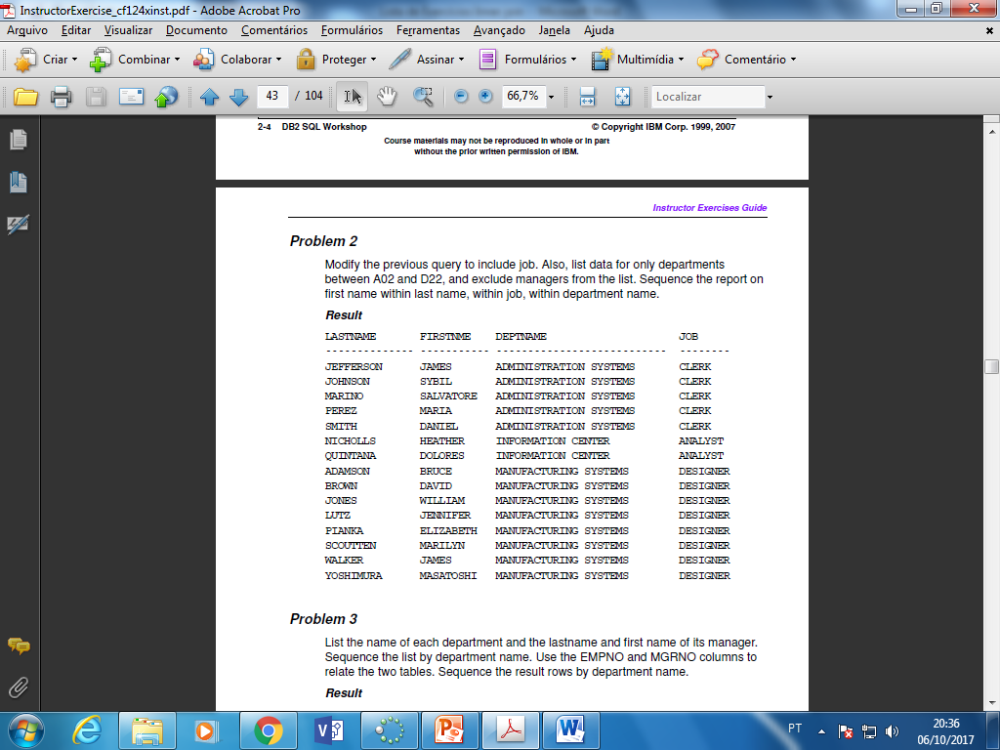 InstructorExercise_cf124xinst.pdf - Adobe Acrobat Pro
Arquivo Editar Visualizar Documento Comentários Formulários Ferramentas Avançado Janela Ajuda
Criar Combinar Colaborar Proteger Assinar Formulários Multimídia Comentário
43 / 104 66,7% Localizar
2-4 DB2 SQL Workshop © Copyright IBM Corp. 1999, 2007
Course materials may not be reproduced in whole or in part
without the prior written permission of IBM.
Instructor Exercises Guide
Problem 2
Modify the previous query to include job. Also, list data for only departments
between A02 and D22, and exclude managers from the list. Sequence the report on
first name within last name, within job, within department name.
Result
LASTNAME FIRSTNME DEPTNAME JOB
-------------- ----------- --------------------------- --------
JEFFERSON JAMES ADMINISTRATION SYSTEMS CLERK
JOHNSON SYBIL ADMINISTRATION SYSTEMS CLERK
MARINO SALVATORE ADMINISTRATION SYSTEMS CLERK
PEREZ MARIA ADMINISTRATION SYSTEMS CLERK
SMITH DANIEL ADMINISTRATION SYSTEMS CLERK
NICHOLLS HEATHER INFORMATION CENTER ANALYST
QUINTANA DOLORES INFORMATION CENTER ANALYST
ADAMSON BRUCE MANUFACTURING SYSTEMS DESIGNER
BROWN DAVID MANUFACTURING SYSTEMS DESIGNER
JONES WILLIAM MANUFACTURING SYSTEMS DESIGNER
LUTZ JENNIFER MANUFACTURING SYSTEMS DESIGNER
PIANKA ELIZABETH MANUFACTURING SYSTEMS DESIGNER
SCOUTTEN MARILYN MANUFACTURING SYSTEMS DESIGNER
WALKER JAMES MANUFACTURING SYSTEMS DESIGNER
YOSHIMURA MASATOSHI MANUFACTURING SYSTEMS DESIGNER
Problem 3
List the name of each department and the lastname and first name of its manager.
Sequence the list by department name. Use the EMPNO and MGRNO columns to
relate the two tables. Sequence the result rows by department name.
Result
PT 20:36
06/10/2017